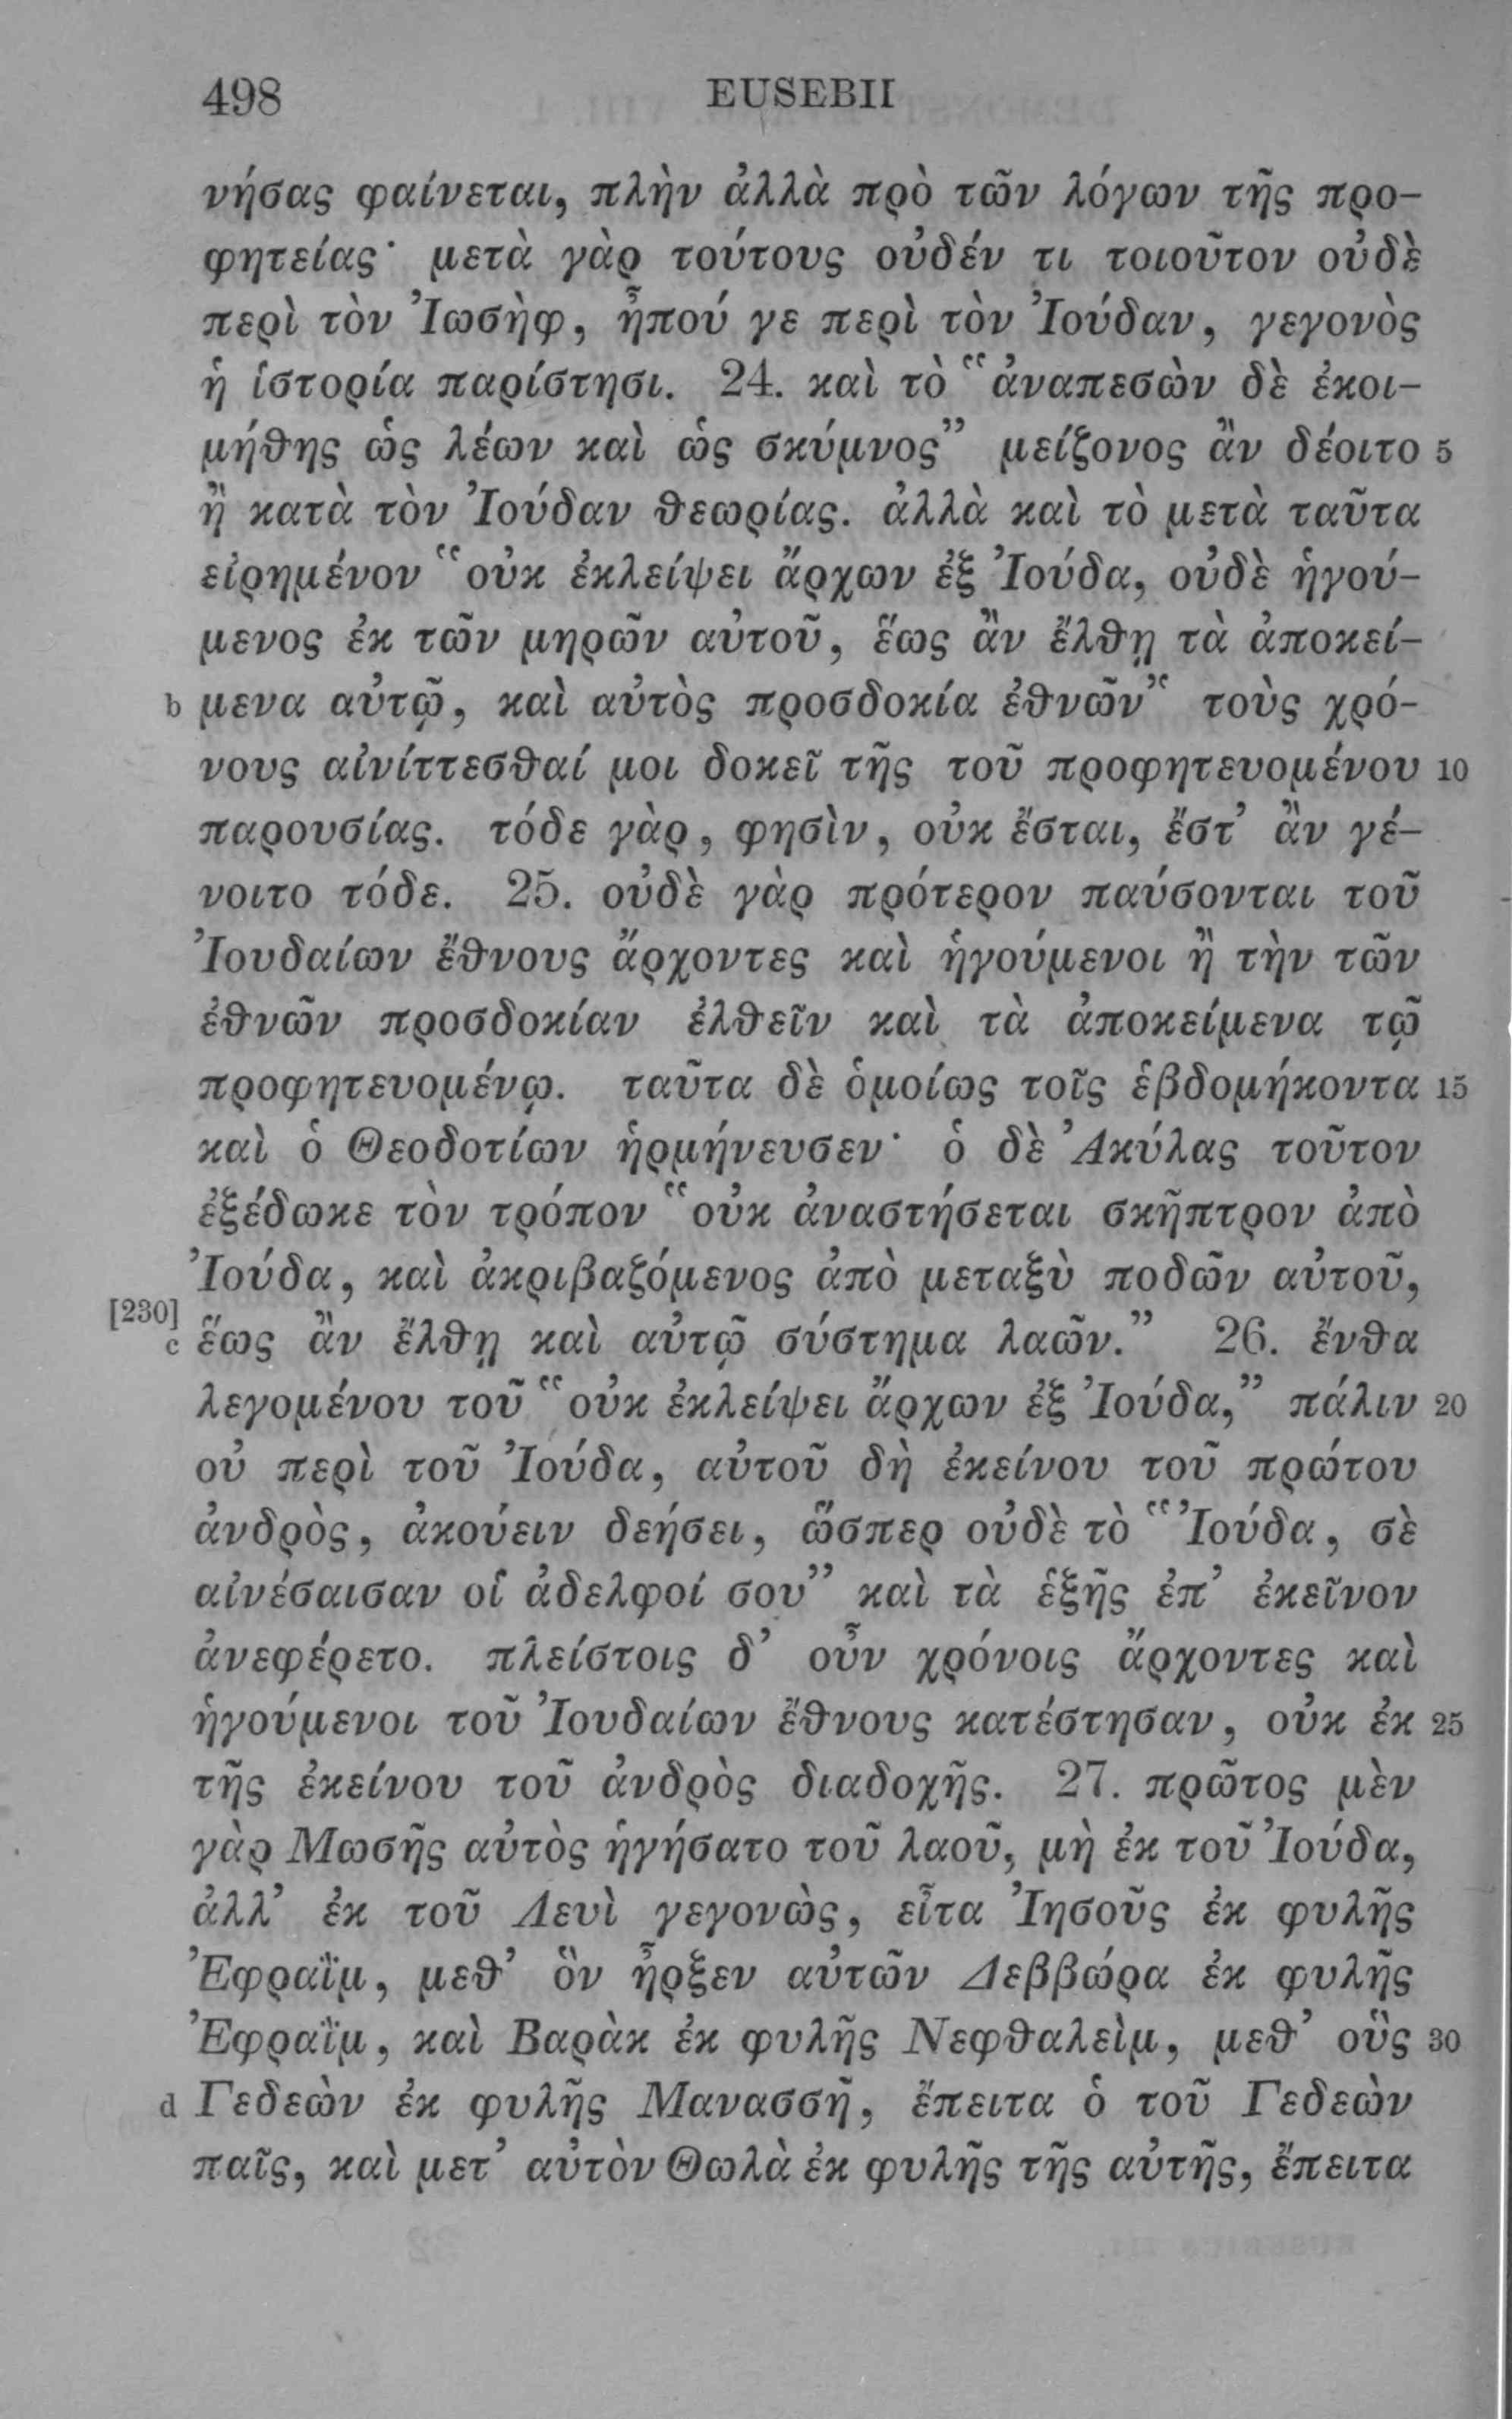 498 EUSEBII
νήσας φαίνεται, πλὴν ἀλλὰ πρὸ τῶν λόγων τῆς προ-
φητείας· μετὰ γὰρ τούτους οὐδέν τι τοιοῦτον οὐδὲ
περὶ τὸν Ἰωσὴφ, ἦπού γε περὶ τὸν Ἰούδαν, γεγονὸς
ἡ ἱστορία παρίστησι. 24. καὶ τὸ “ἀναπεσὼν δὲ ἐκοι-
μήθης ὡς λέων καὶ ὡς σκύμνος” μείζονος ἂν δέοιτο 5
ἢ κατὰ τὸν Ἰούδαν θεωρίας. ἀλλὰ καὶ τὸ μετὰ ταῦτα
εἰρημένον “οὐκ ἐκλείψει ἄρχων ἐξ Ἰούδα, οὐδὲ ἡγού-
μενος ἐκ τῶν μηρῶν αὐτοῦ, ἕως ἂν ἔλθῃ τὰ ἀποκεί-
b μενα αὐτῷ, καὶ αὐτὸς προσδοκία ἐθνῶν’‘ τοὺς χρό-
νους αἰνίττεσθαί μοι δοκεῖ τῆς τοῦ προφητευομένου 10
παρουσίας. τόδε γὰρ, φησὶν, οὐκ ἔσται, ἔστ’ ἂν γέ-
νοιτο τόδε. 25. οὐδὲ γὰρ πρότερον παύσονται τοῦ
Ἰουδαίων ἔθνους ἄρχοντες καὶ ἡγούμενοι ἢ τὴν τῶν
ἐθνῶν προσδοκίαν ἐλθεῖν καὶ τὰ ἀποκείμενα τῷ
προφητευομένῳ. ταῦτα δὲ ὁμοίως τοῖς ἑβδομήκοντα 15
καὶ ὁ Θεοδοτίων ἡρμήνευσεν· ὁ δὲ Ἀκύλας τοῦτον
ἐξέδωκε τὸν τρόπον “οὐκ ἀναστήσεται σκῆπτρον ἀπὸ
Ἰούδα, καὶ ἀκριβαζόμενος ἀπὸ μεταξὺ ποδῶν αὐτοῦ,
[230]
c ἕως ἂν ἔλθῃ καὶ αὐτῷ σύστημα λαῶν.” 26. ἔνθα
λεγομένου τοῦ “οὐκ ἐκλείψει ἄρχων ἐξ Ἰούδα,” πάλιν 20
οὐ περὶ τοῦ Ἰούδα, αὐτοῦ δὴ ἐκείνου τοῦ πρώτου
ἀνδρὸς, ἀκούειν δεήσει, ὥσπερ οὐδὲ τὸ “Ἰούδα, σὲ
αἰνέσαισαν οἱ ἀδελφοί σου” καὶ τὰ ἑξῆς ἐπ’ ἐκεῖνον
ἀνεφέρετο. πλείστοις δ’ οὖν χρόνοις ἄρχοντες καὶ
ἡγούμενοι τοῦ Ἰουδαίων ἔθνους κατέστησαν, οὐκ ἐκ 25
τῆς ἐκείνου τοῦ ἀνδρὸς διαδοχῆς. 27. πρῶτος μὲν
γὰρ Μωσῆς αὐτὸς ἡγήσατο τοῦ λαοῦ, μὴ ἐκ τοῦ Ἰούδα,
ἀλλ’ ἐκ τοῦ Λευὶ γεγονὼς, εἶτα Ἰησοῦς ἐκ φυλῆς
Ἐφραῒμ, μεθ’ ὃν ἦρξεν αὐτῶν Δεββώρα ἐκ φυλῆς
Ἐφραῒμ, καὶ Βαρὰκ ἐκ φυλῆς Νεφθαλεὶμ, μεθ’ οὓς 30
d Γεδεὼν ἐκ φυλῆς Μανασσῆ, ἔπειτα ὁ τοῦ Γεδεὼν
παῖς, καὶ μετ’ αὐτὸν Θωλὰ ἐκ φυλῆς τῆς αὐτῆς, ἔπειτα